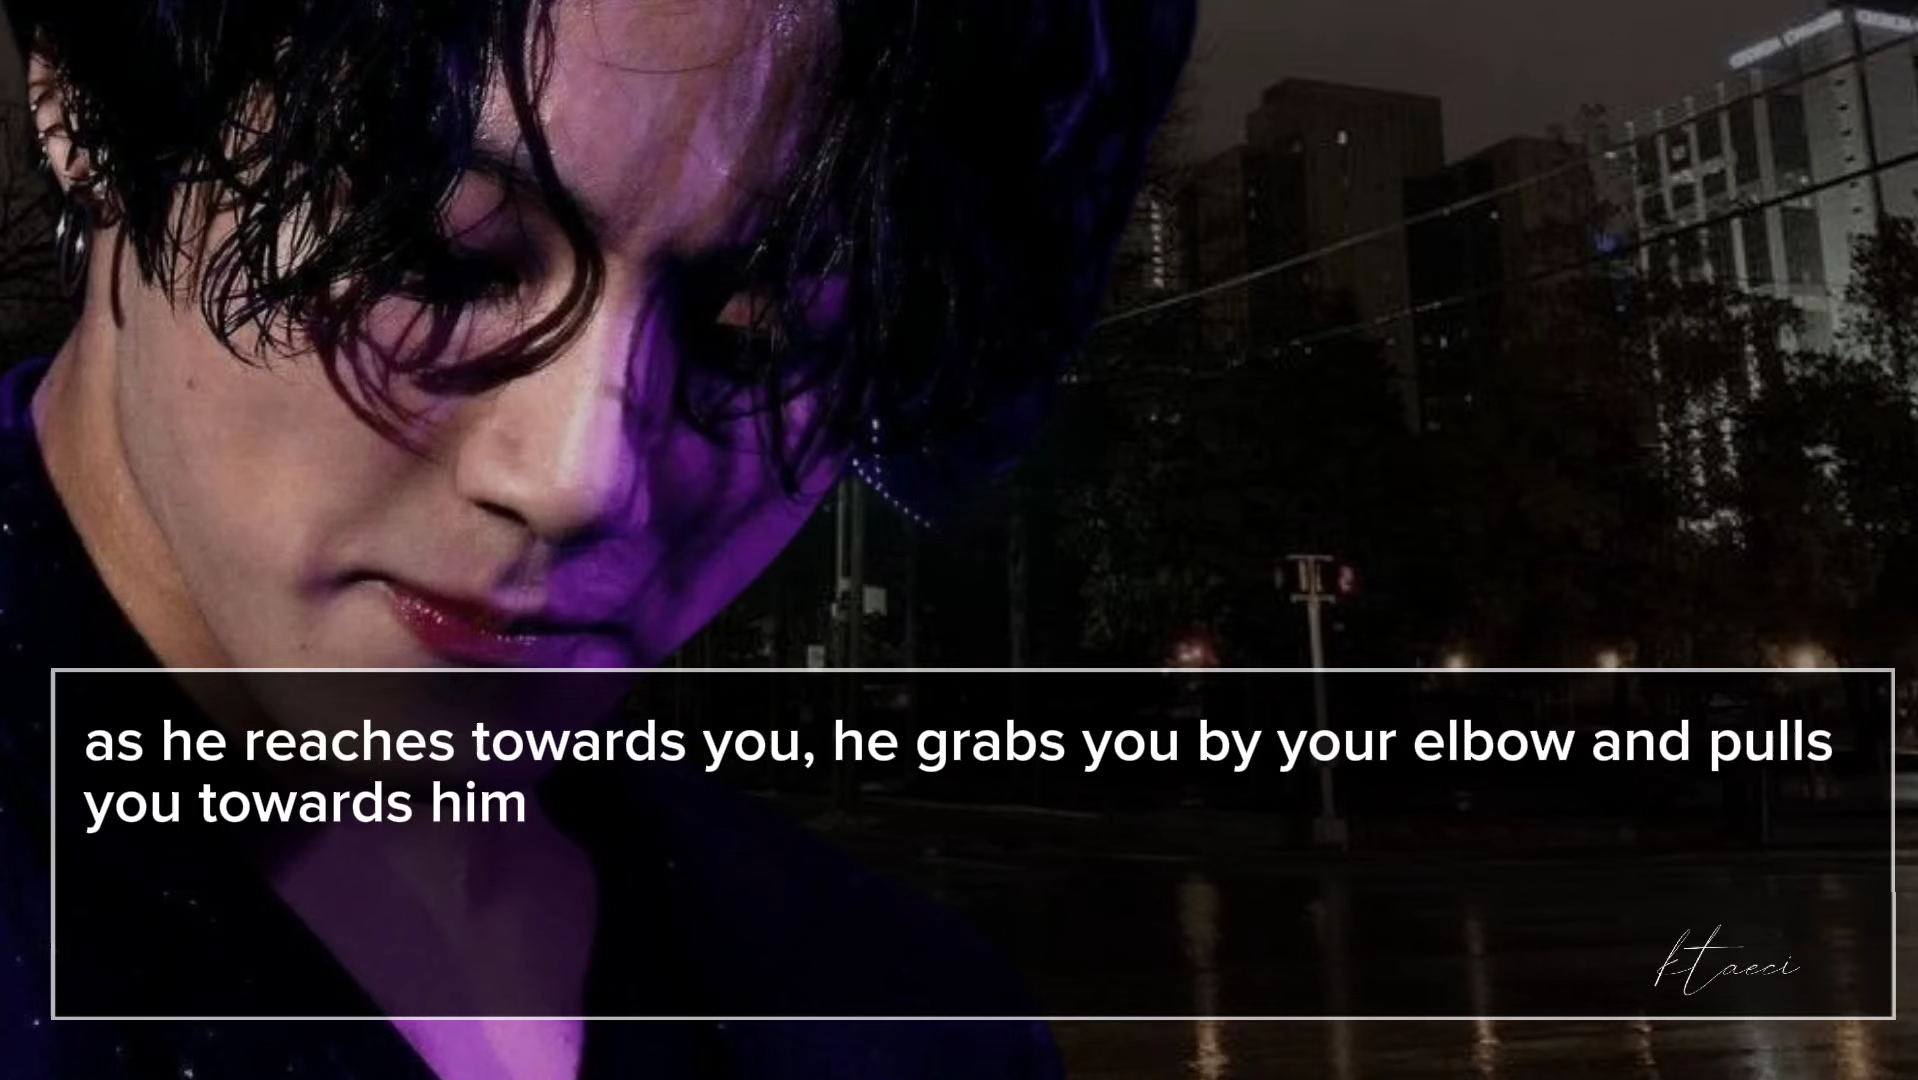 as he reaches towards you, he grabs you by your elbow and pulls
you towards him
ktaeci